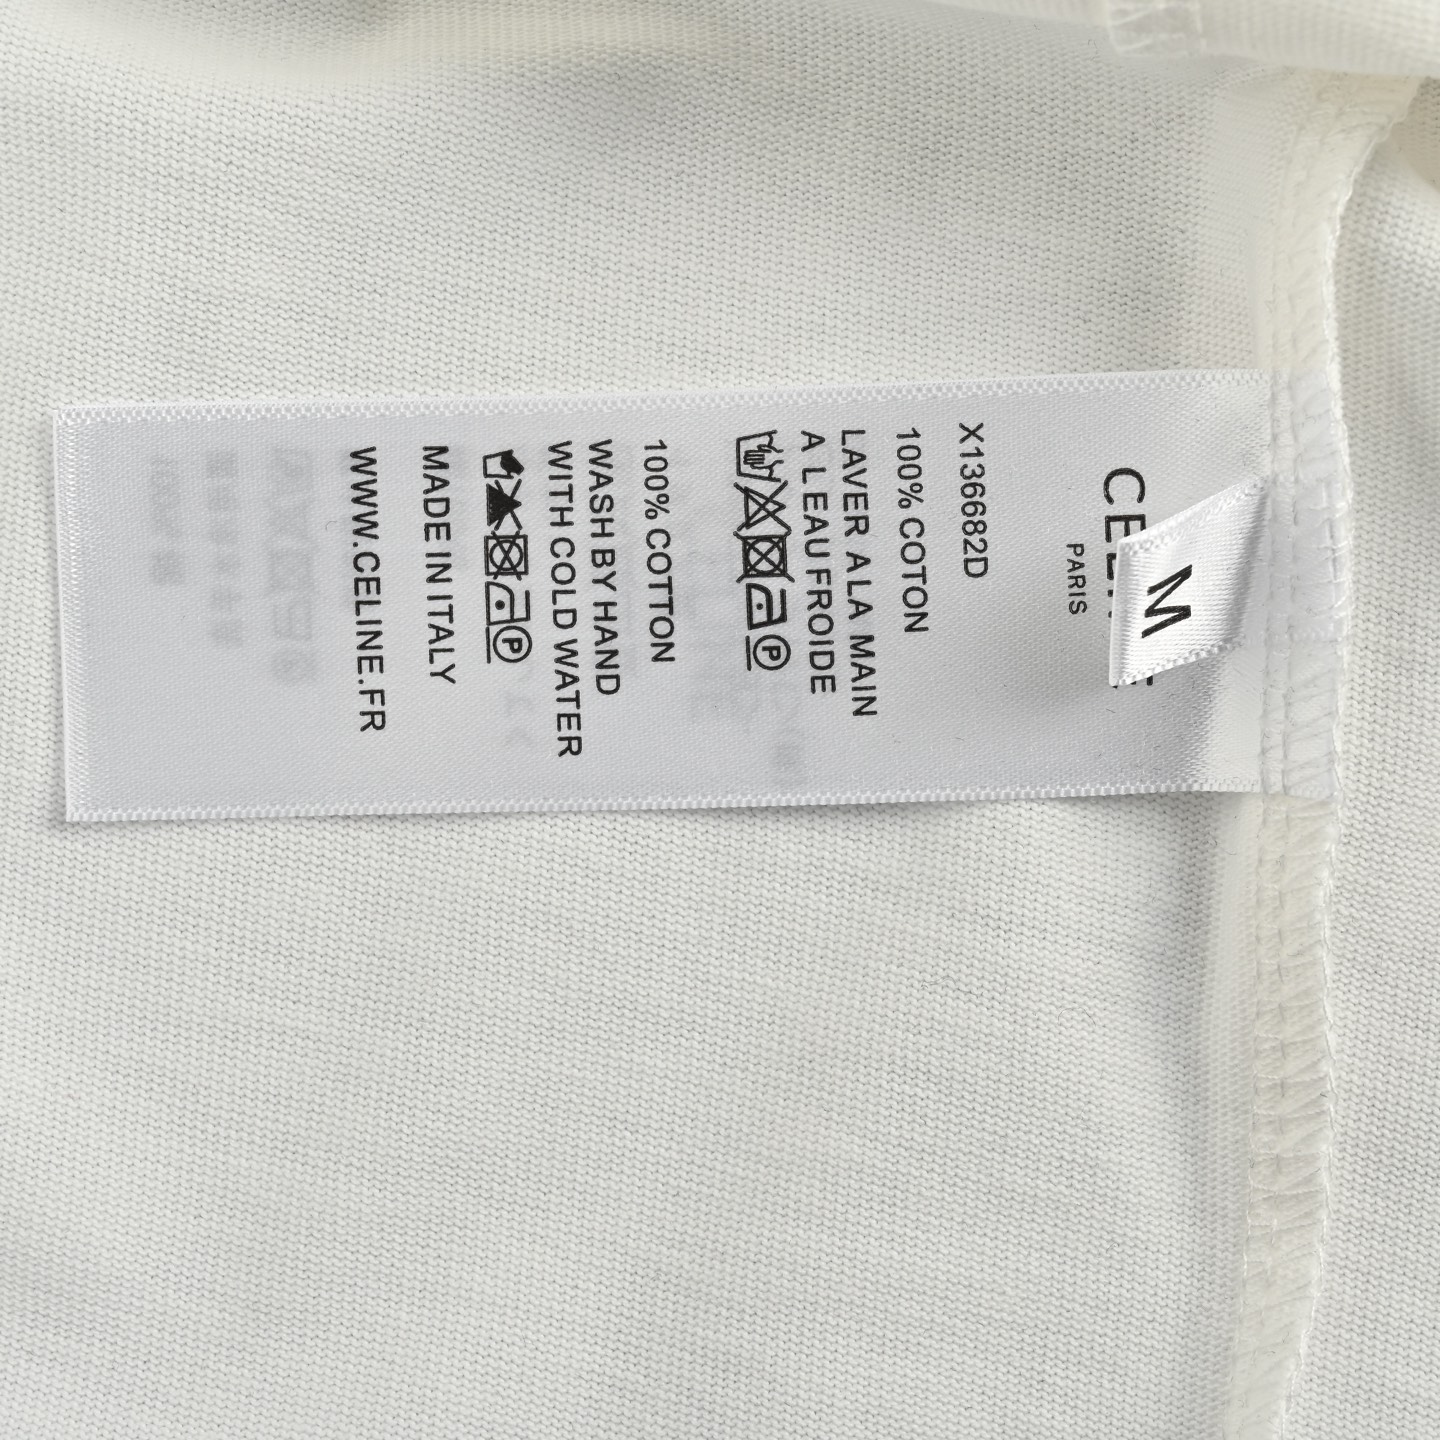 M
PARIS
X136682D
100% COTON
LAVER A LA MAIN
A L EAU FROIDE
P
100% COTTON
WASH BY HAND
WITH COLD WATER
P
MADE IN ITALY
WWW.CELINE.FR